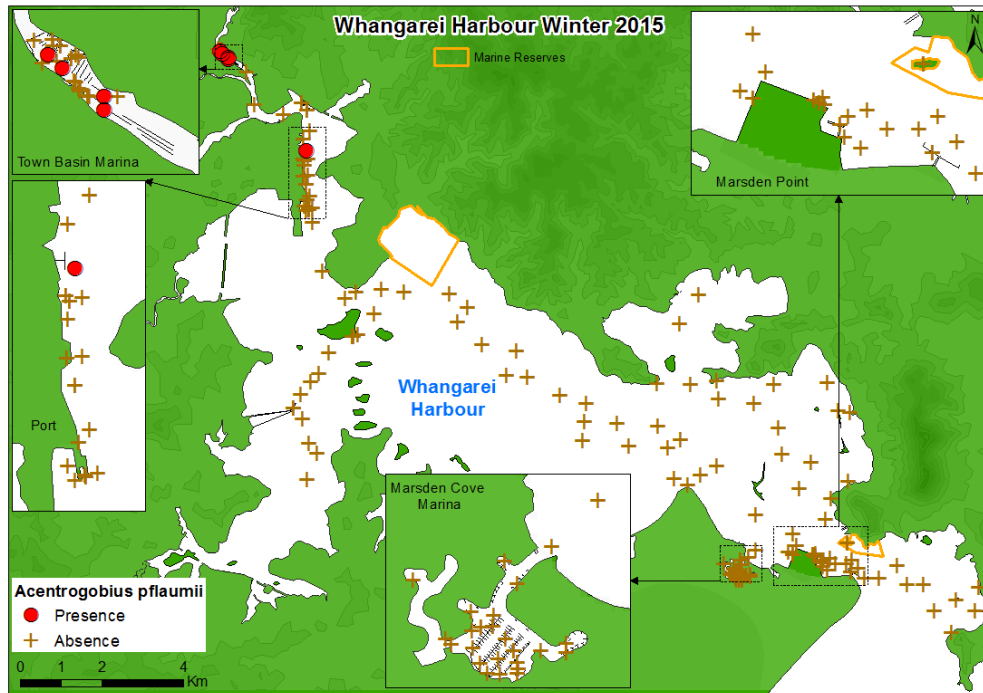 Whangarei Harbour Winter 2015
Marine Reserves
N
Town Basin Marina
Marsden Point
Port
Whangarei
Harbour
Marsden Cove
Marina
Acentrogobius pflaumii
Presence
Absence
0 1 2 4
Km